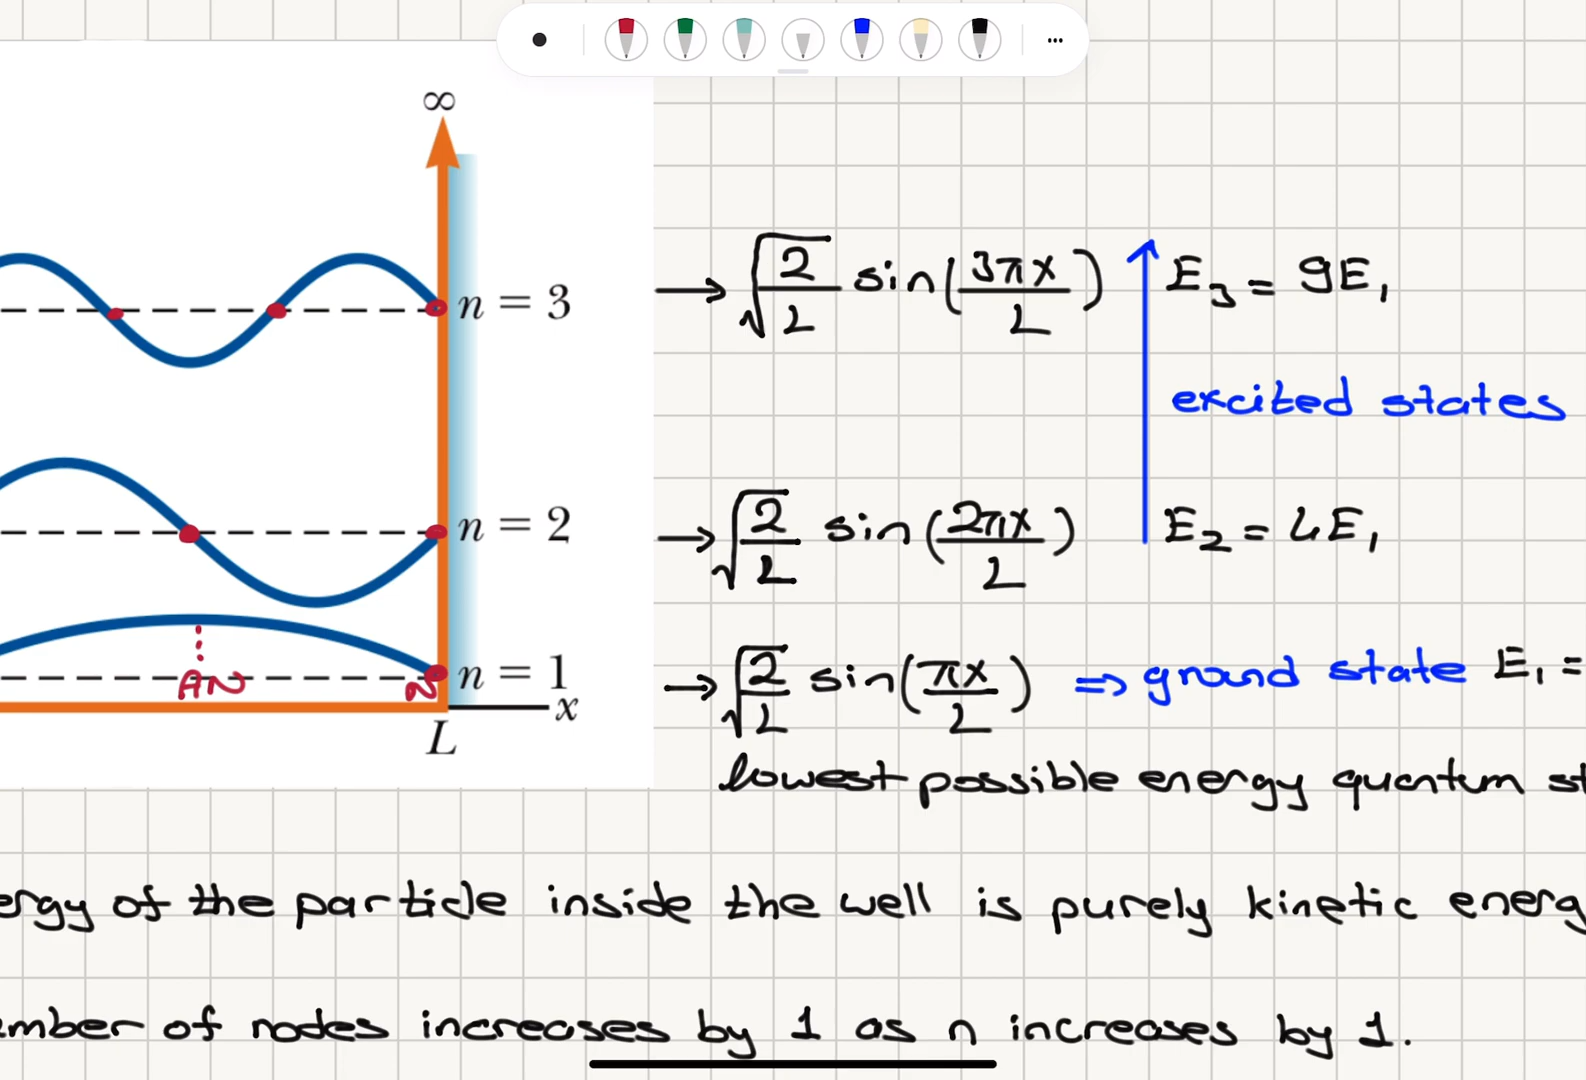 ∞
n = 3 → √(2/L) sin(3πx/L) E₃ = 9E₁
excited states
n = 2 → √(2/L) sin(2πx/L) E₂ = 4E₁
AN N n = 1 → √(2/L) sin(πx/L) ⇒ ground state E₁ =
x
L
lowest possible energy quantum st
ergy of the particle inside the well is purely kinetic energ
mber of nodes increases by 1 as n increases by 1.